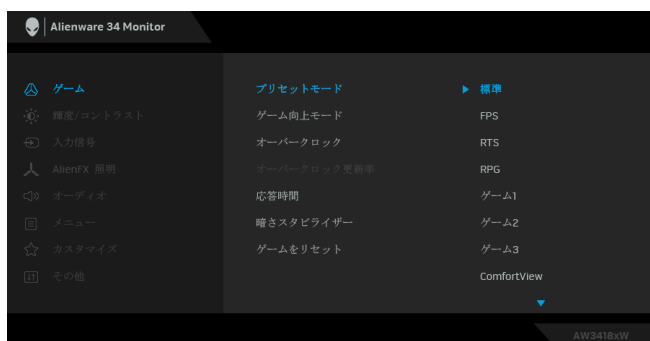 Alienware 34 Monitor
ゲーム
プリセットモード
標準
輝度/コントラスト
ゲーム向上モード
FPS
入力信号
オーバークロック
RTS
AlienFX 照明
オーバークロック更新率
RPG
オーディオ
応答時間
ゲーム1
メニュー
暗さスタビライザー
ゲーム2
カスタマイズ
ゲームをリセット
ゲーム3
その他
ComfortView
AW3418xW